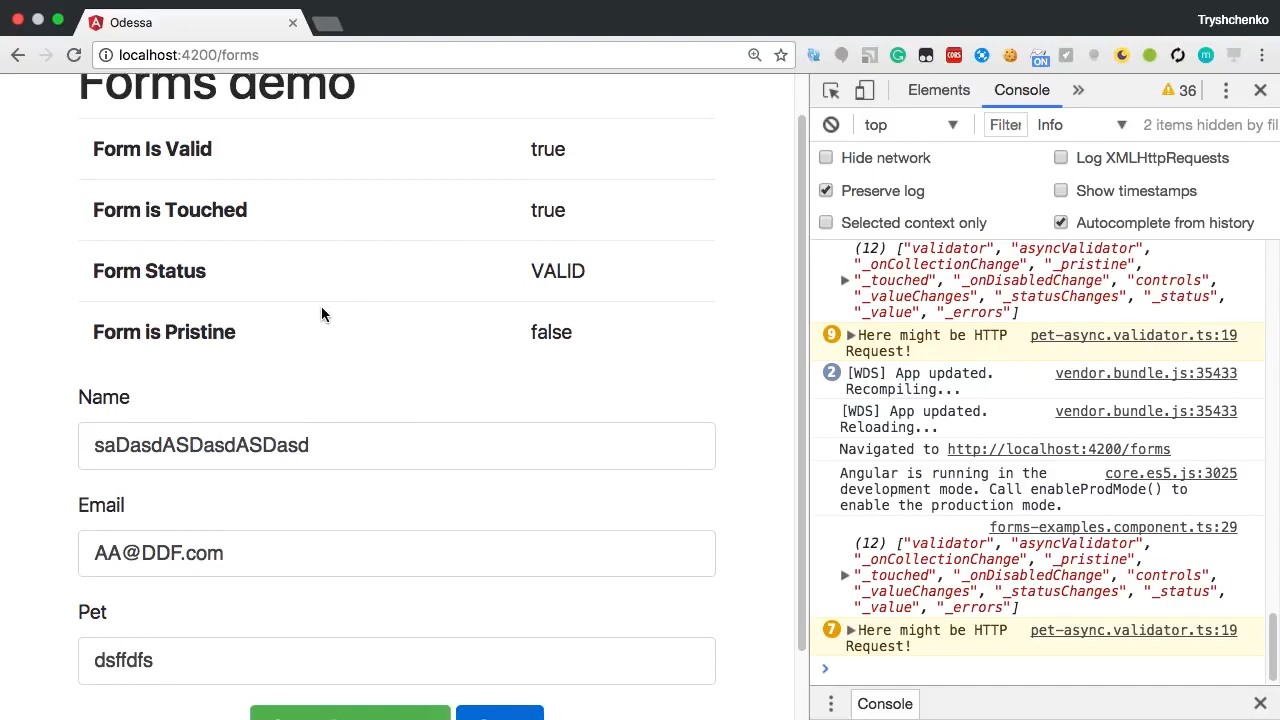 Odessa
Tryshchenko
localhost:4200/forms
CORS
ON
Forms demo
Form Is Valid true
Form is Touched true
Form Status VALID
Form is Pristine false
Name
saDasdASDasdASDasd
Email
AA@DDF.com
Pet
dsffdfs
Elements Console 36
top Filter Info 2 items hidden by fil
Hide network Log XMLHttpRequests
Preserve log Show timestamps
Selected context only Autocomplete from history
(12) ["validator", "asyncValidator",
"_onCollectionChange", "_pristine",
"_touched", "_onDisabledChange", "controls",
"_valueChanges", "_statusChanges", "_status",
"_value", "_errors"]
9 Here might be HTTP pet-async.validator.ts:19
Request!
2 [WDS] App updated. vendor.bundle.js:35433
Recompiling...
[WDS] App updated. vendor.bundle.js:35433
Reloading...
Navigated to http://localhost:4200/forms
Angular is running in the core.es5.js:3025
development mode. Call enableProdMode() to
enable the production mode.
forms-examples.component.ts:29
(12) ["validator", "asyncValidator",
"_onCollectionChange", "_pristine",
"_touched", "_onDisabledChange", "controls",
"_valueChanges", "_statusChanges", "_status",
"_value", "_errors"]
7 Here might be HTTP pet-async.validator.ts:19
Request!
Console